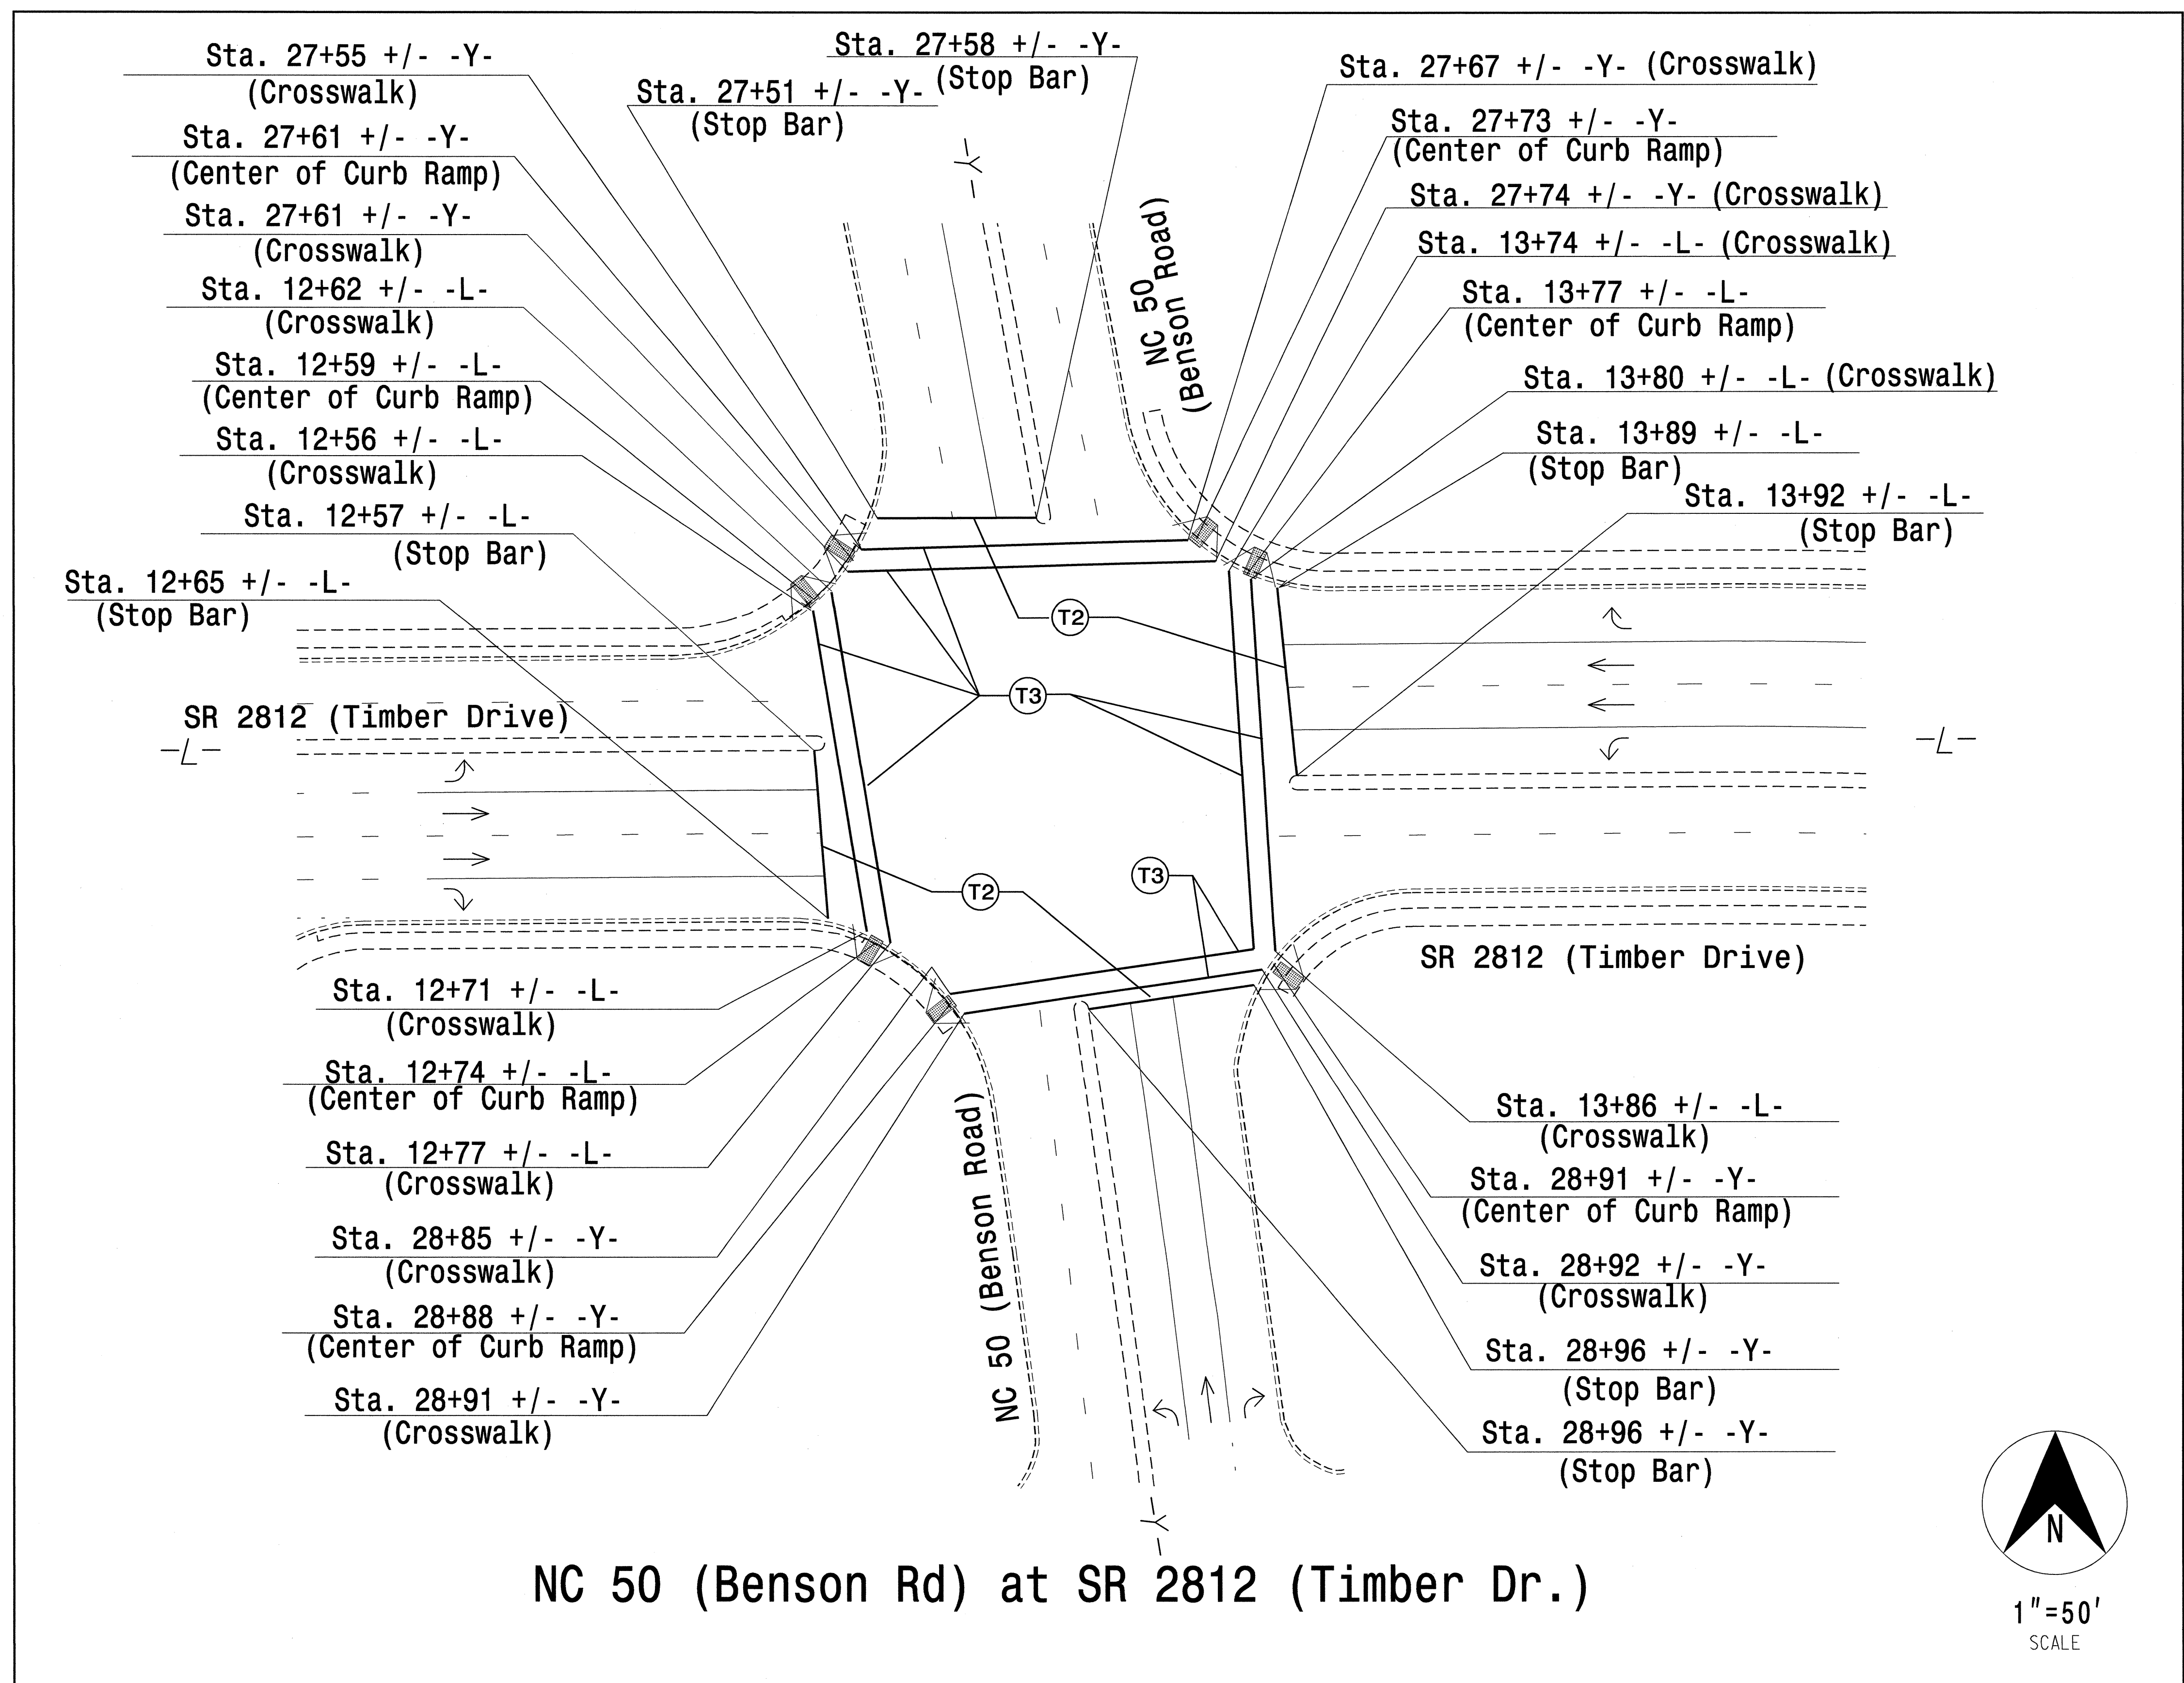 Sta. 27+55 +/- -Y-
(Crosswalk)
Sta. 27+61 +/- -Y-
(Center of Curb Ramp)
Sta. 27+61 +/- -Y-
(Crosswalk)
Sta. 12+62 +/- -L-
(Crosswalk)
Sta. 12+59 +/- -L-
(Center of Curb Ramp)
Sta. 12+56 +/- -L-
(Crosswalk)
Sta. 12+57 +/- -L-
(Stop Bar)
Sta. 12+65 +/- -L-
(Stop Bar)
Sta. 27+51 +/- -Y-
(Stop Bar)
Sta. 27+58 +/- -Y-
(Stop Bar)
-Y-
NC 50
(Benson Road)
Sta. 27+67 +/- -Y- (Crosswalk)
Sta. 27+73 +/- -Y-
(Center of Curb Ramp)
Sta. 27+74 +/- -Y- (Crosswalk)
Sta. 13+74 +/- -L- (Crosswalk)
Sta. 13+77 +/- -L-
(Center of Curb Ramp)
Sta. 13+80 +/- -L- (Crosswalk)
Sta. 13+89 +/- -L-
(Stop Bar)
Sta. 13+92 +/- -L-
(Stop Bar)
T2
T3
SR 2812 (Timber Drive)
-L-
-L-
T3
T2
SR 2812 (Timber Drive)
Sta. 12+71 +/- -L-
(Crosswalk)
Sta. 12+74 +/- -L-
(Center of Curb Ramp)
Sta. 12+77 +/- -L-
(Crosswalk)
Sta. 28+85 +/- -Y-
(Crosswalk)
Sta. 28+88 +/- -Y-
(Center of Curb Ramp)
Sta. 28+91 +/- -Y-
(Crosswalk)
NC 50 (Benson Road)
Sta. 13+86 +/- -L-
(Crosswalk)
Sta. 28+91 +/- -Y-
(Center of Curb Ramp)
Sta. 28+92 +/- -Y-
(Crosswalk)
Sta. 28+96 +/- -Y-
(Stop Bar)
Sta. 28+96 +/- -Y-
(Stop Bar)
-Y-
NC 50 (Benson Rd) at SR 2812 (Timber Dr.)
N
1"=50'
SCALE